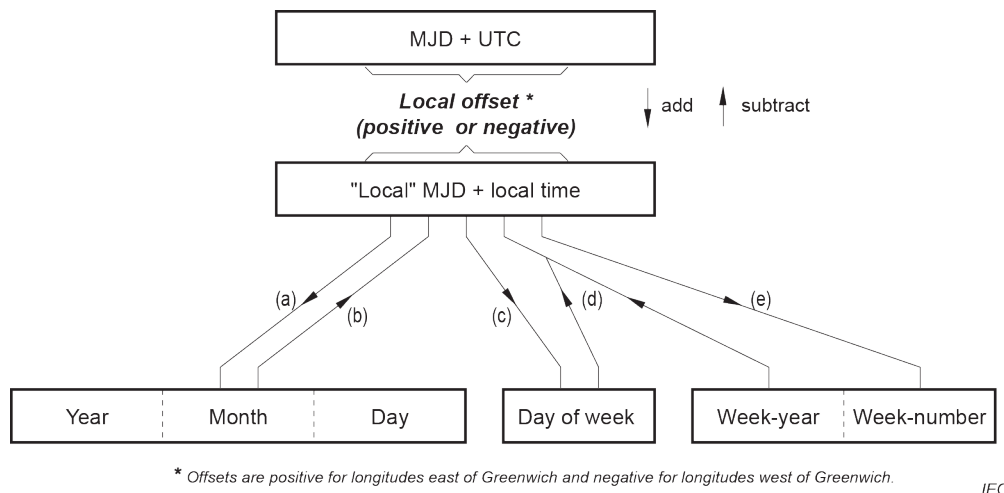 MJD + UTC
Local offset *
(positive or negative)
add subtract
"Local" MJD + local time
(a) (b) (c) (d) (e)
Year Month Day Day of week Week-year Week-number
* Offsets are positive for longitudes east of Greenwich and negative for longitudes west of Greenwich.